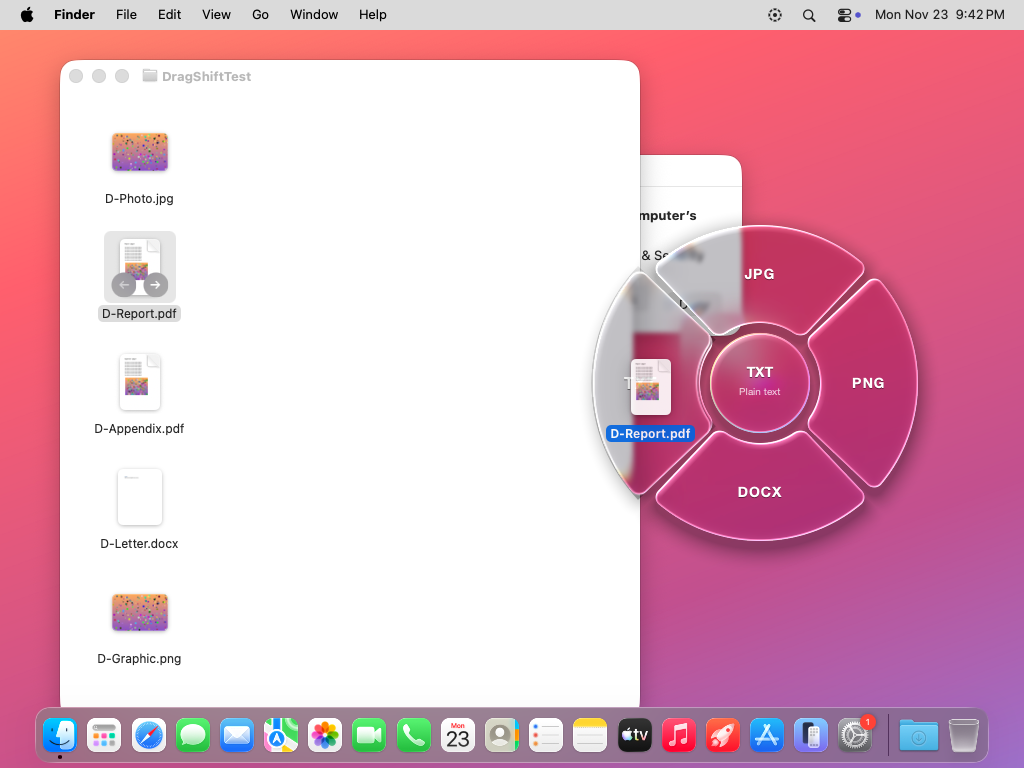 Finder File Edit View Go Window Help Mon Nov 23 9:42 PM
DragShiftTest
D-Photo.jpg
D-Report.pdf
D-Appendix.pdf
D-Letter.docx
D-Graphic.png
mputer’s
& Se
JPG
PNG
TXT
Plain text
DOCX
D-Report.pdf
Mon
23
tv
1